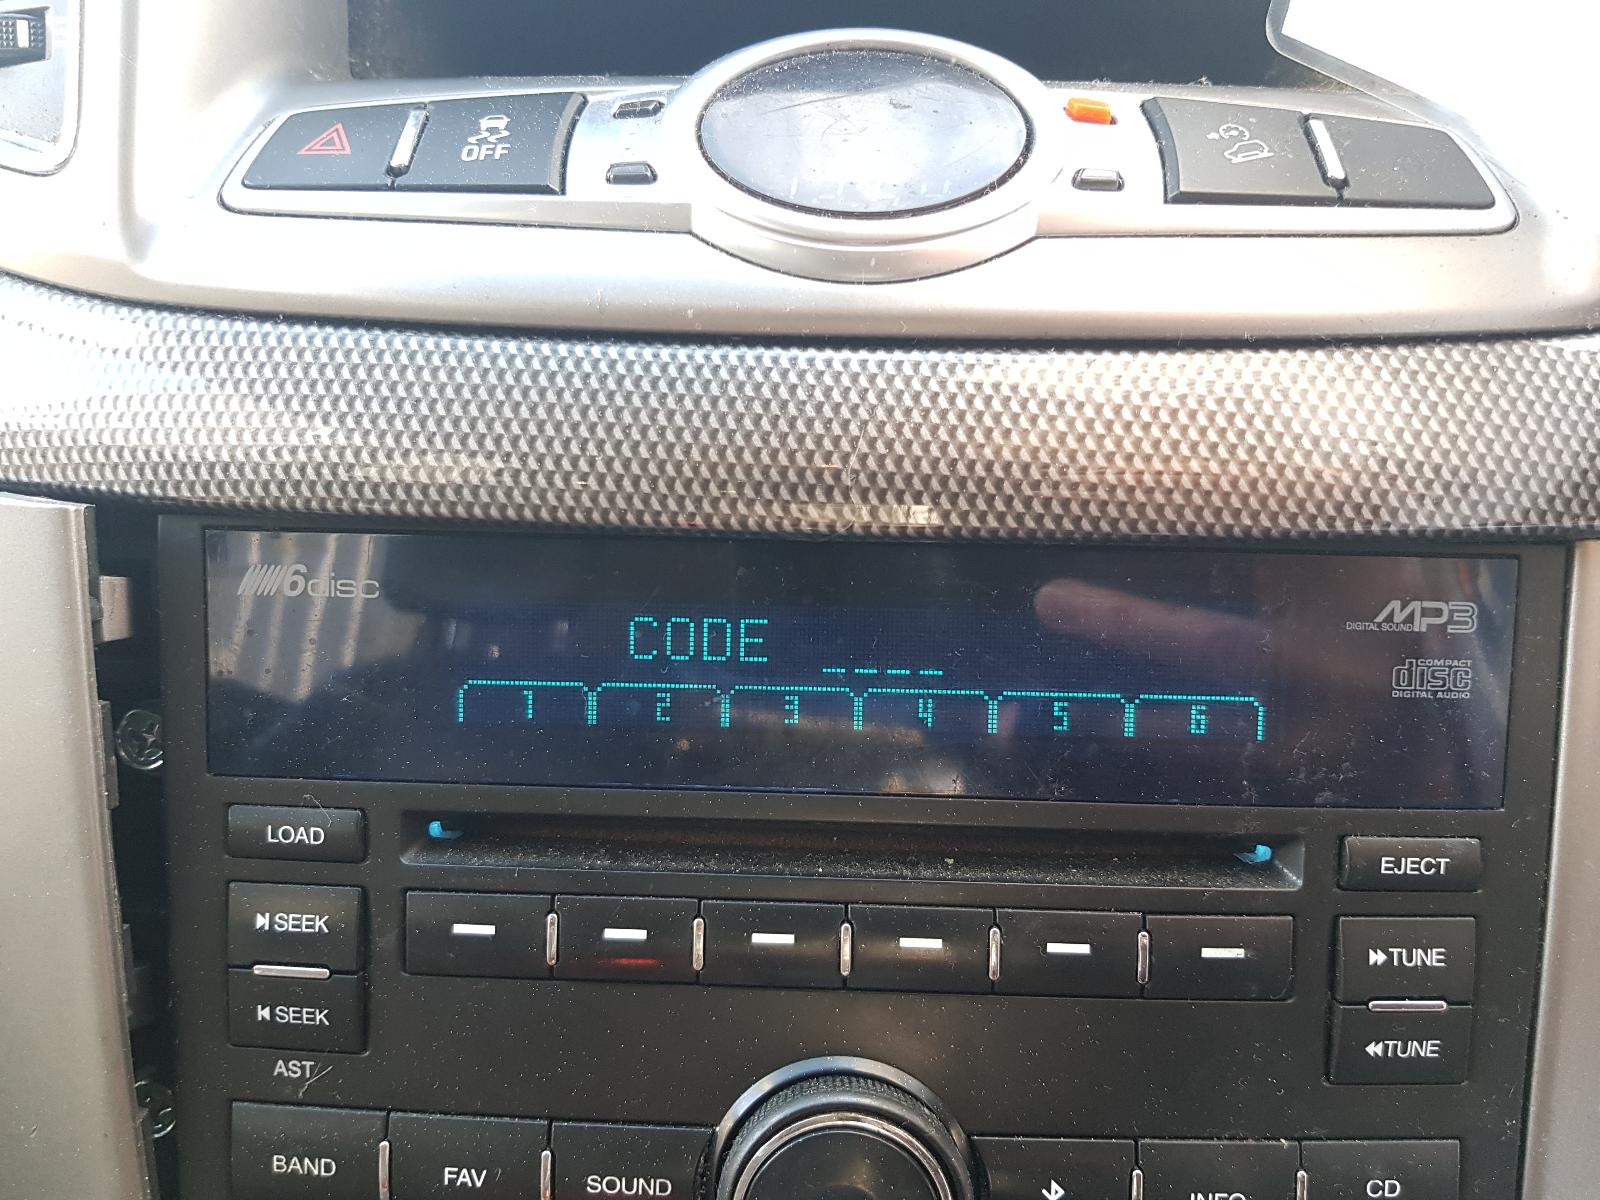 OFF
6disc
CODE ----
MP3
DIGITAL SOUND
COMPACT
disc
DIGITAL AUDIO
1 2 3 4 5 6
LOAD
EJECT
SEEK
TUNE
SEEK
TUNE
AST
BAND
FAV
SOUND
INFO
CD